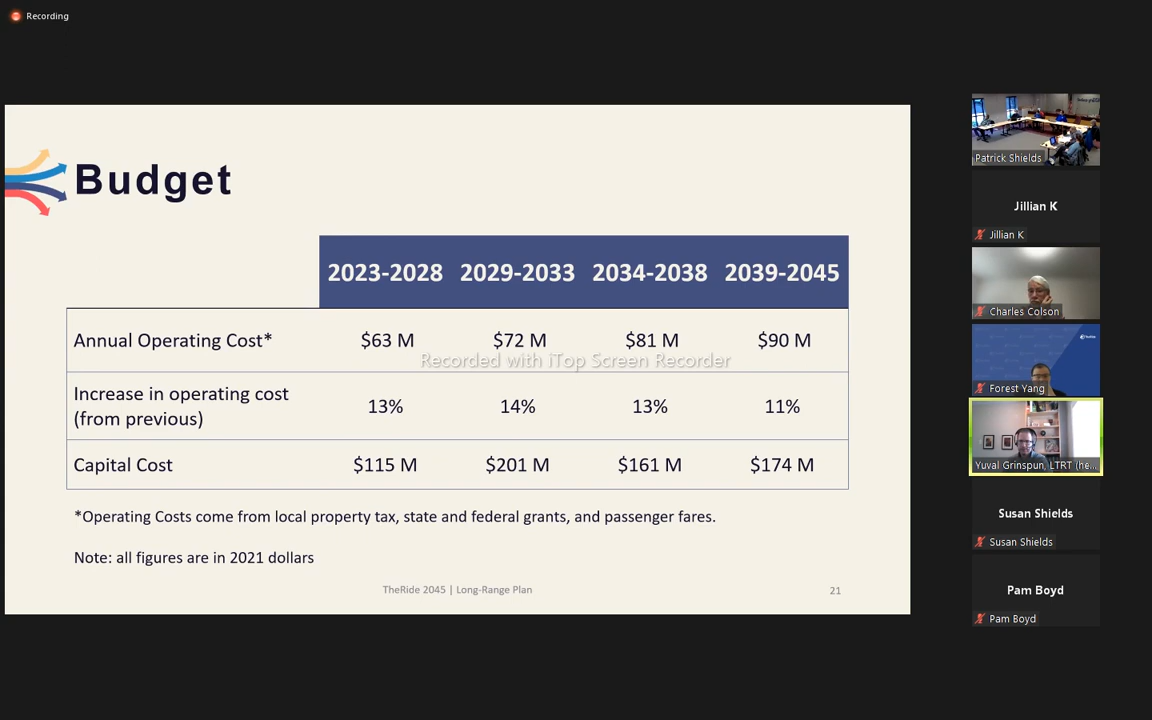 Recording
Budget
2023-2028 2029-2033 2034-2038 2039-2045
Annual Operating Cost* $63 M $72 M $81 M $90 M
Recorded with iTop Screen Recorder
Increase in operating cost
(from previous) 13% 14% 13% 11%
Capital Cost $115 M $201 M $161 M $174 M
*Operating Costs come from local property tax, state and federal grants, and passenger fares.
Note: all figures are in 2021 dollars
TheRide 2045 | Long-Range Plan 21
Patrick Shields
Jillian K
Jillian K
Charles Colson
Forest Yang
Yuval Grinspun, LTRT (he...
Susan Shields
Susan Shields
Pam Boyd
Pam Boyd